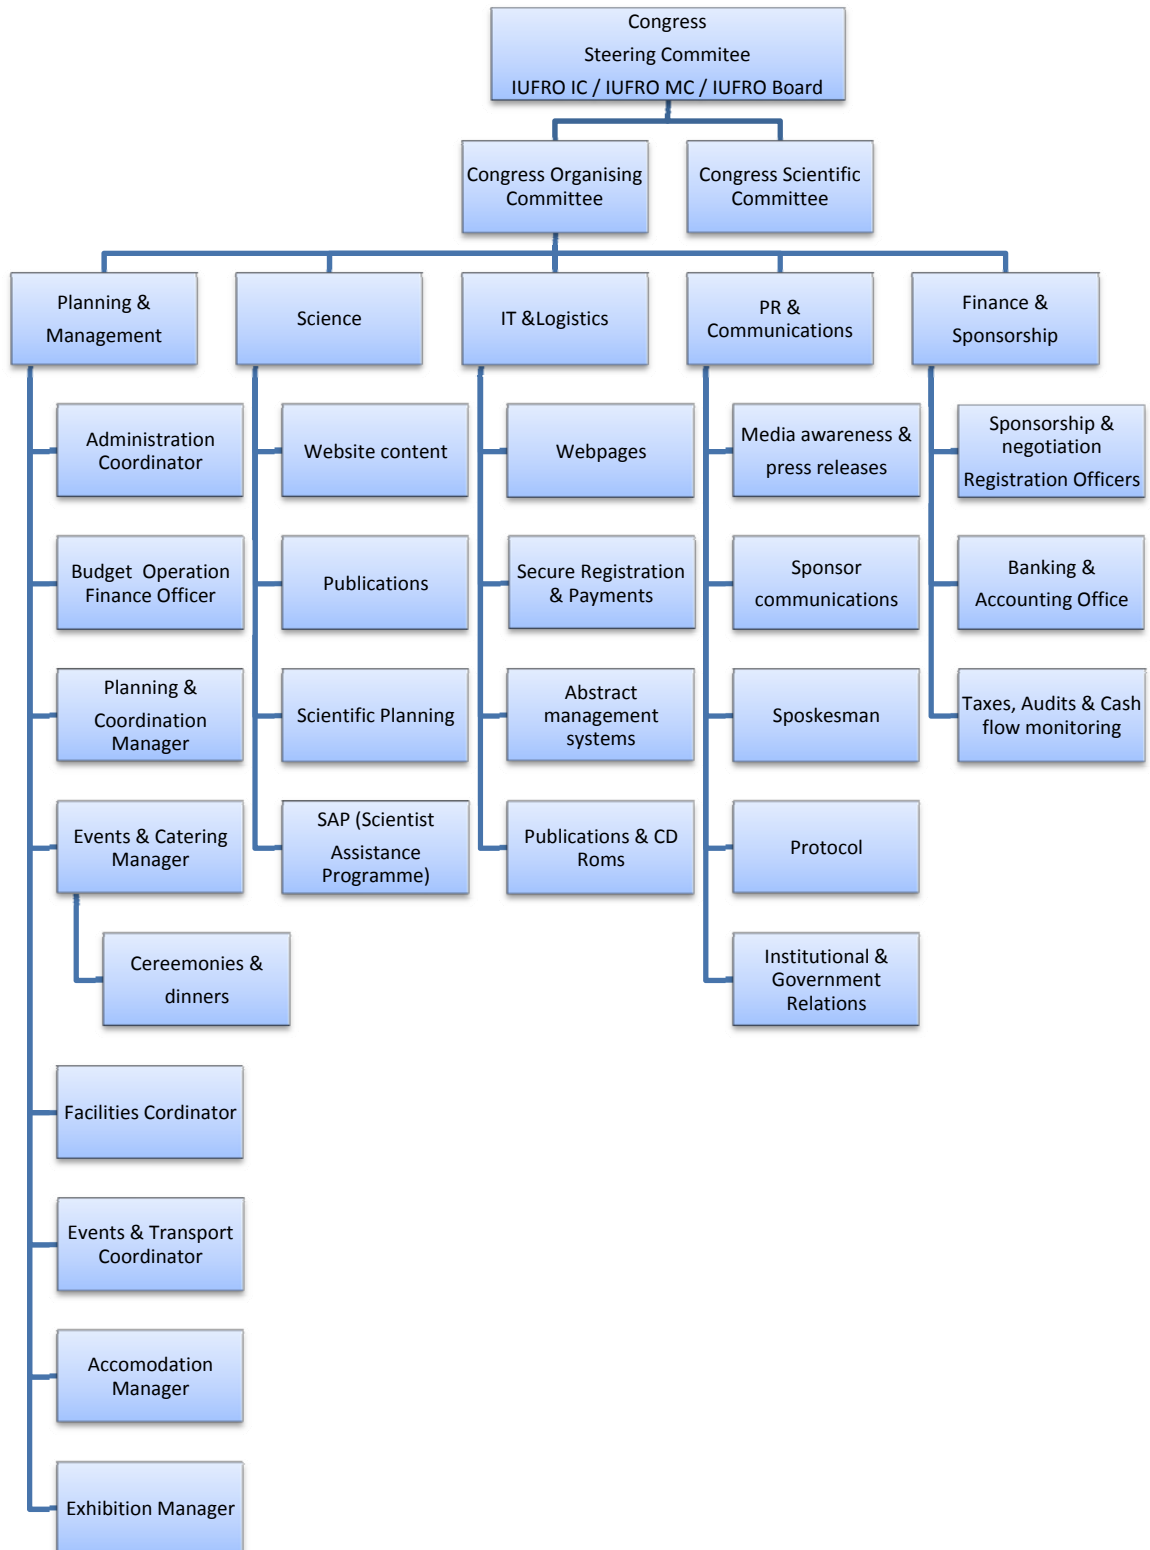 Congress
Steering Commitee
IUFRO IC / IUFRO MC / IUFRO Board
Congress Organising
Committee
Congress Scientific
Committee
Planning &
Management
Science
IT &Logistics
PR &
Communications
Finance &
Sponsorship
Administration
Coordinator
Budget  Operation
Finance Officer
Planning &
Coordination
Manager
Events & Catering
Manager
Cereemonies &
dinners
Facilities Cordinator
Events & Transport
Coordinator
Accomodation
Manager
Exhibition Manager
Website content
Publications
Scientific Planning
SAP (Scientist
Assistance
Programme)
Webpages
Secure Registration
& Payments
Abstract
management
systems
Publications & CD
Roms
Media awareness &
press releases
Sponsor
communications
Sposkesman
Protocol
Institutional &
Government
Relations
Sponsorship &
negotiation
Registration Officers
Banking &
Accounting Office
Taxes, Audits & Cash
flow monitoring